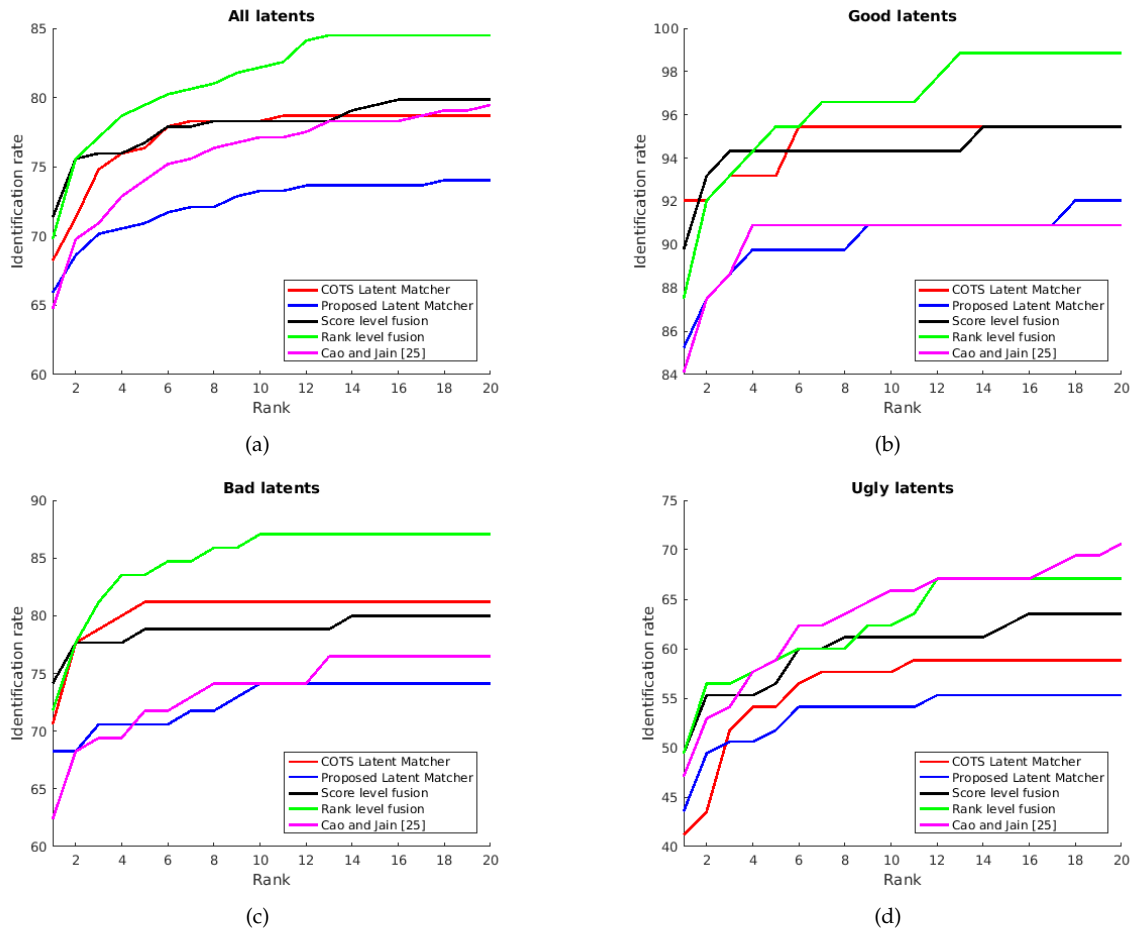 All latents
85
80
75
70
65
60
Identification rate
2 4 6 8 10 12 14 16 18 20
Rank
COTS Latent Matcher
Proposed Latent Matcher
Score level fusion
Rank level fusion
Cao and Jain [25]
(a)
Good latents
100
98
96
94
92
90
88
86
84
Identification rate
2 4 6 8 10 12 14 16 18 20
Rank
COTS Latent Matcher
Proposed Latent Matcher
Score level fusion
Rank level fusion
Cao and Jain [25]
(b)
Bad latents
90
85
80
75
70
65
60
Identification rate
2 4 6 8 10 12 14 16 18 20
Rank
COTS Latent Matcher
Proposed Latent Matcher
Score level fusion
Rank level fusion
Cao and Jain [25]
(c)
Ugly latents
75
70
65
60
55
50
45
40
Identification rate
2 4 6 8 10 12 14 16 18 20
Rank
COTS Latent Matcher
Proposed Latent Matcher
Score level fusion
Rank level fusion
Cao and Jain [25]
(d)